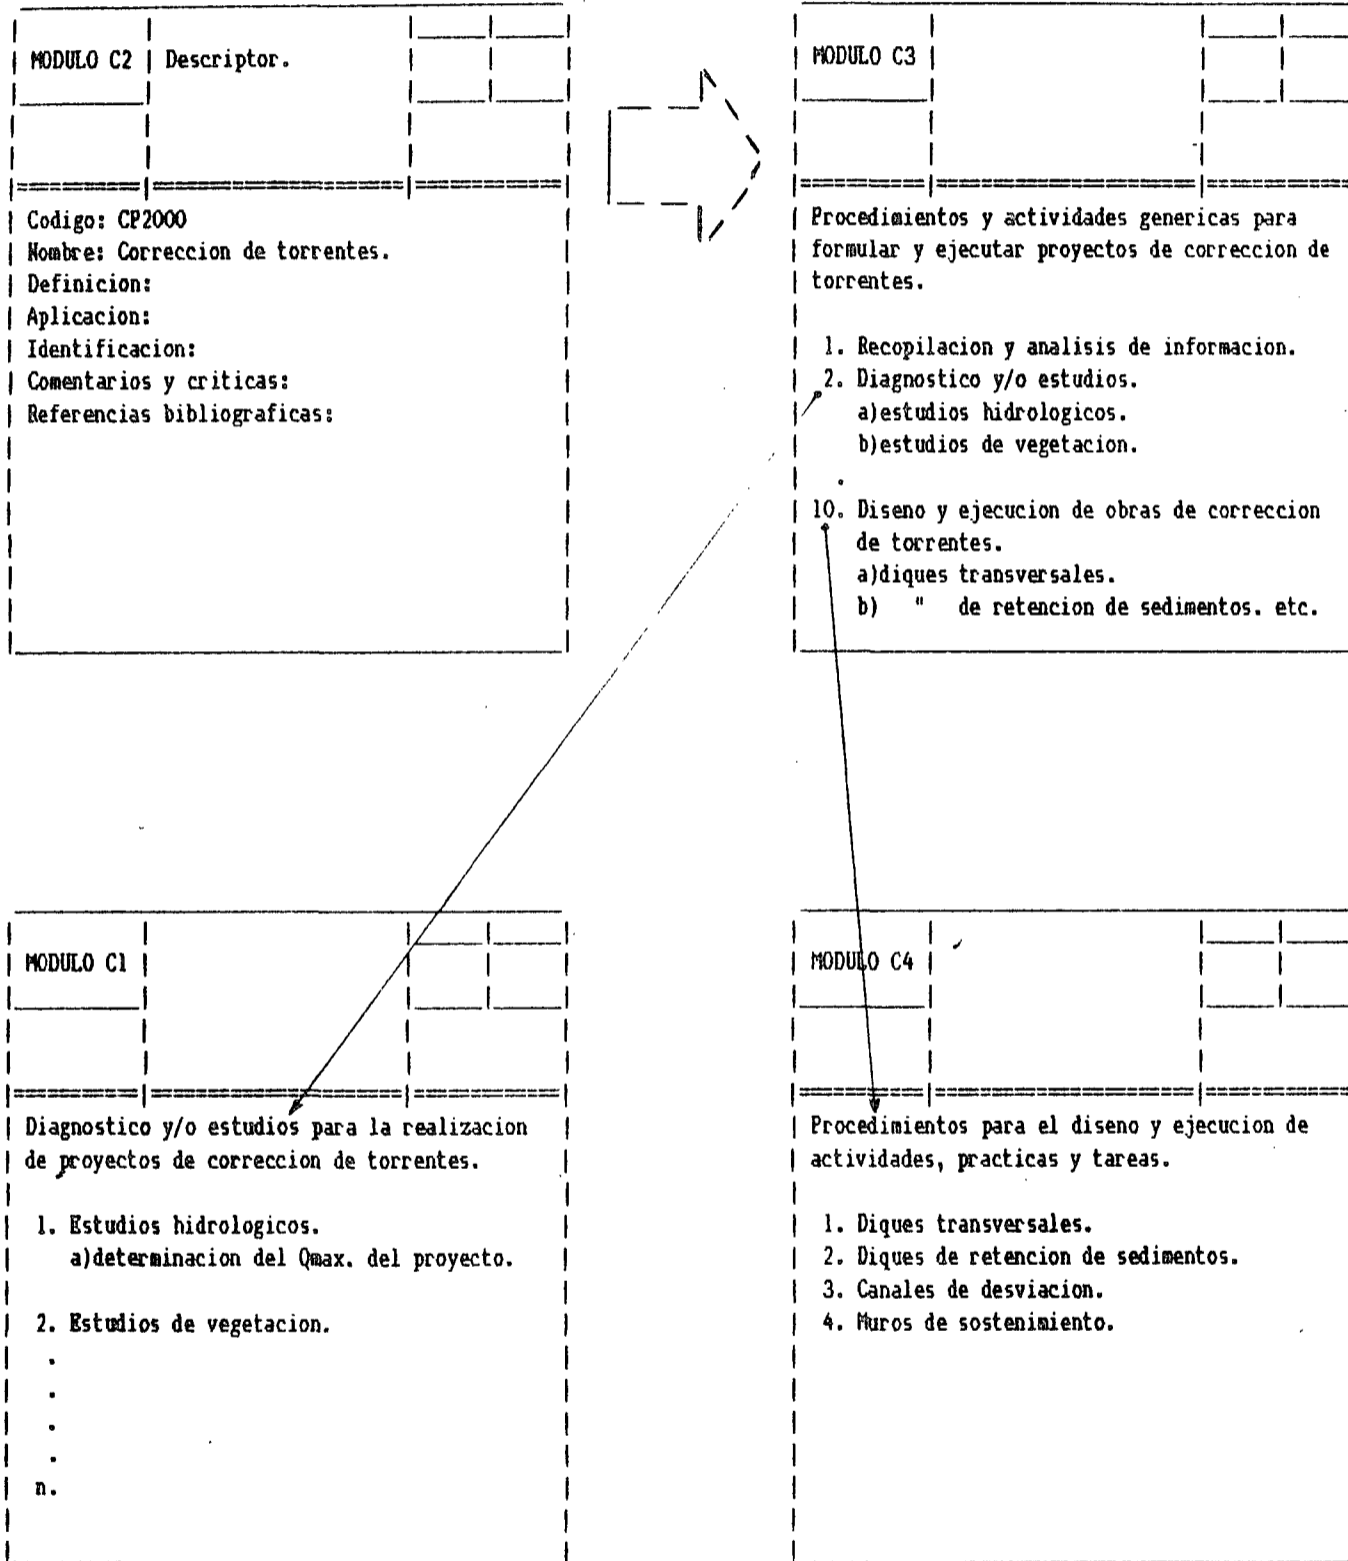 MODULO C2 Descriptor.
Codigo: CP2000
Nombre: Correccion de torrentes.
Definicion:
Aplicacion:
Identificacion:
Comentarios y criticas:
Referencias bibliograficas:
MODULO C3
Procedimientos y actividades genericas para
formular y ejecutar proyectos de correccion de
torrentes.
1. Recopilacion y analisis de informacion.
2. Diagnostico y/o estudios.
a)estudios hidrologicos.
b)estudios de vegetacion.
10. Diseno y ejecucion de obras de correccion
de torrentes.
a)diques transversales.
b) " de retencion de sedimentos. etc.
MODULO C1
Diagnostico y/o estudios para la realizacion
de proyectos de correccion de torrentes.
1. Estudios hidrologicos.
a)determinacion del Qmax. del proyecto.
2. Estudios de vegetacion.
.
.
.
.
n.
MODULO C4
Procedimientos para el diseno y ejecucion de
actividades, practicas y tareas.
1. Diques transversales.
2. Diques de retencion de sedimentos.
3. Canales de desviacion.
4. Muros de sostenimiento.